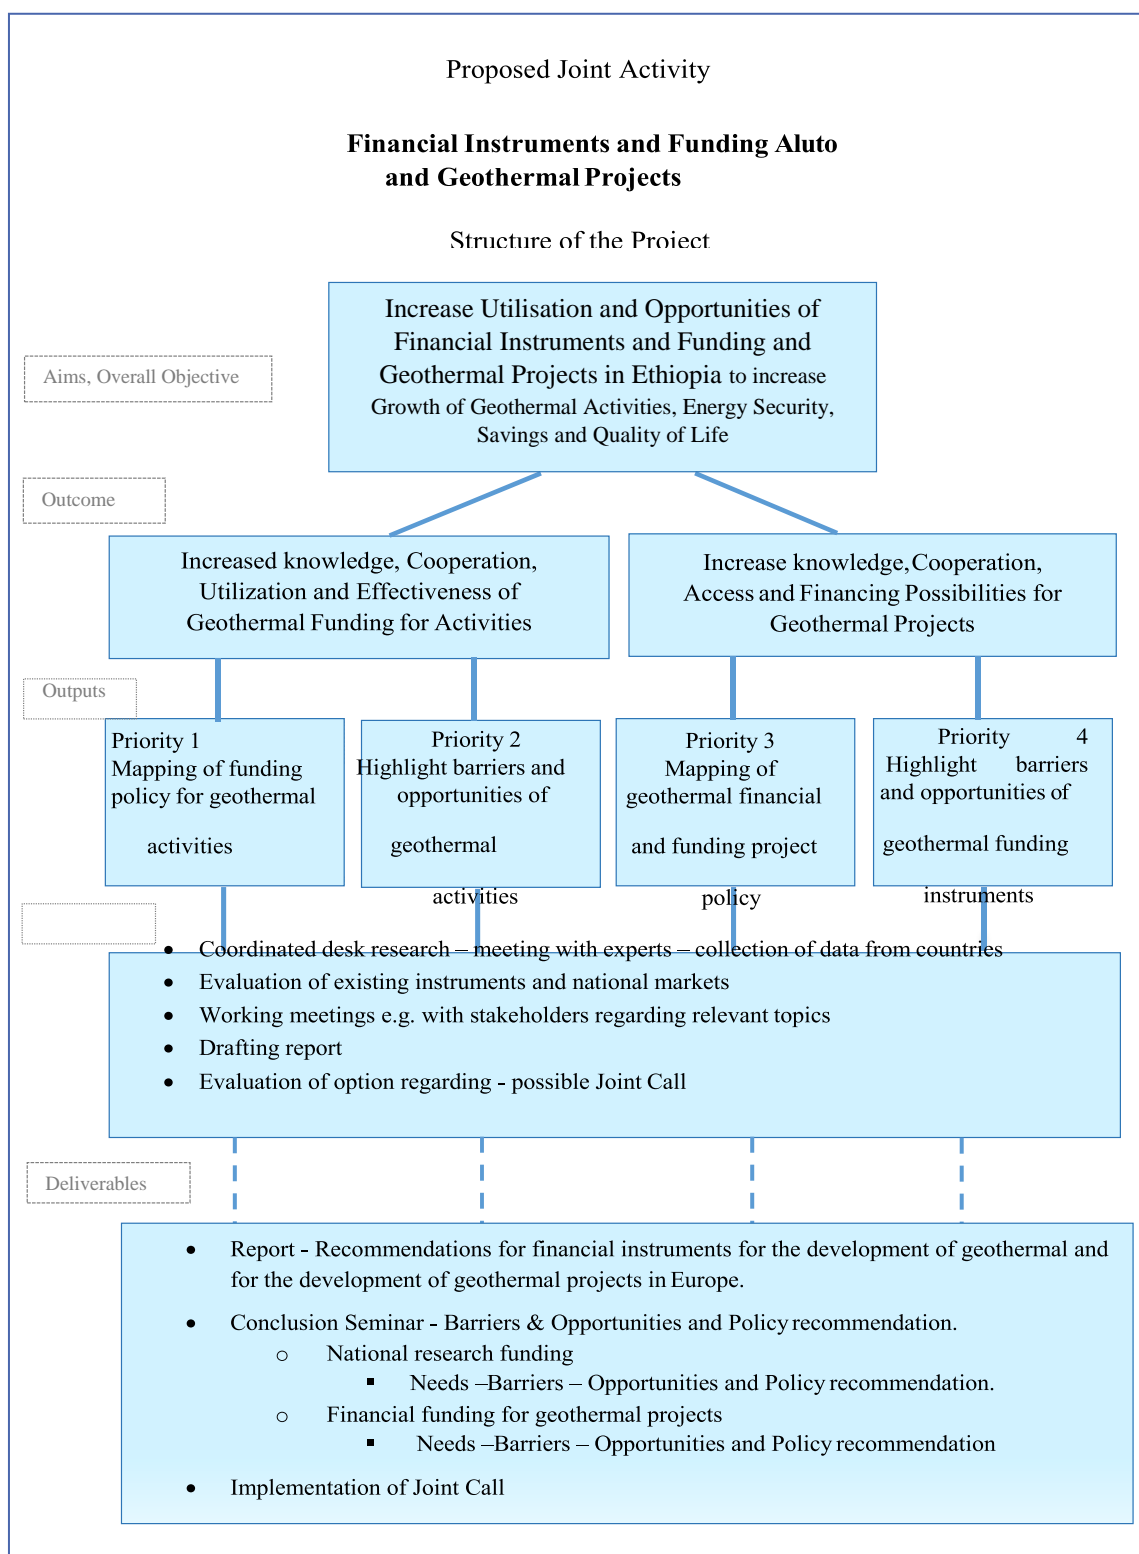 Proposed Joint Activity
Financial Instruments and Funding Aluto
and Geothermal Projects
Structure of the Project
Increase Utilisation and Opportunities of
Financial Instruments and Funding and
Geothermal Projects in Ethiopia to increase
Growth of Geothermal Activities, Energy Security,
Savings and Quality of Life
Aims, Overall Objective
Outcome
Increased knowledge, Cooperation,
Utilization and Effectiveness of
Geothermal Funding for Activities
Increase knowledge, Cooperation,
Access and Financing Possibilities for
Geothermal Projects
Outputs
Priority 1
Mapping of funding
policy for geothermal
activities
Priority 2
Highlight barriers and
opportunities of
geothermal
activities
Priority 3
Mapping of
geothermal financial
and funding project
policy
Priority 4
Highlight barriers
and opportunities of
geothermal funding
instruments
• Coordinated desk research – meeting with experts – collection of data from countries
• Evaluation of existing instruments and national markets
• Working meetings e.g. with stakeholders regarding relevant topics
• Drafting report
• Evaluation of option regarding - possible Joint Call
Deliverables
• Report - Recommendations for financial instruments for the development of geothermal and
for the development of geothermal projects in Europe.
• Conclusion Seminar - Barriers & Opportunities and Policy recommendation.
o National research funding
▪ Needs –Barriers – Opportunities and Policy recommendation.
o Financial funding for geothermal projects
▪ Needs –Barriers – Opportunities and Policy recommendation
• Implementation of Joint Call